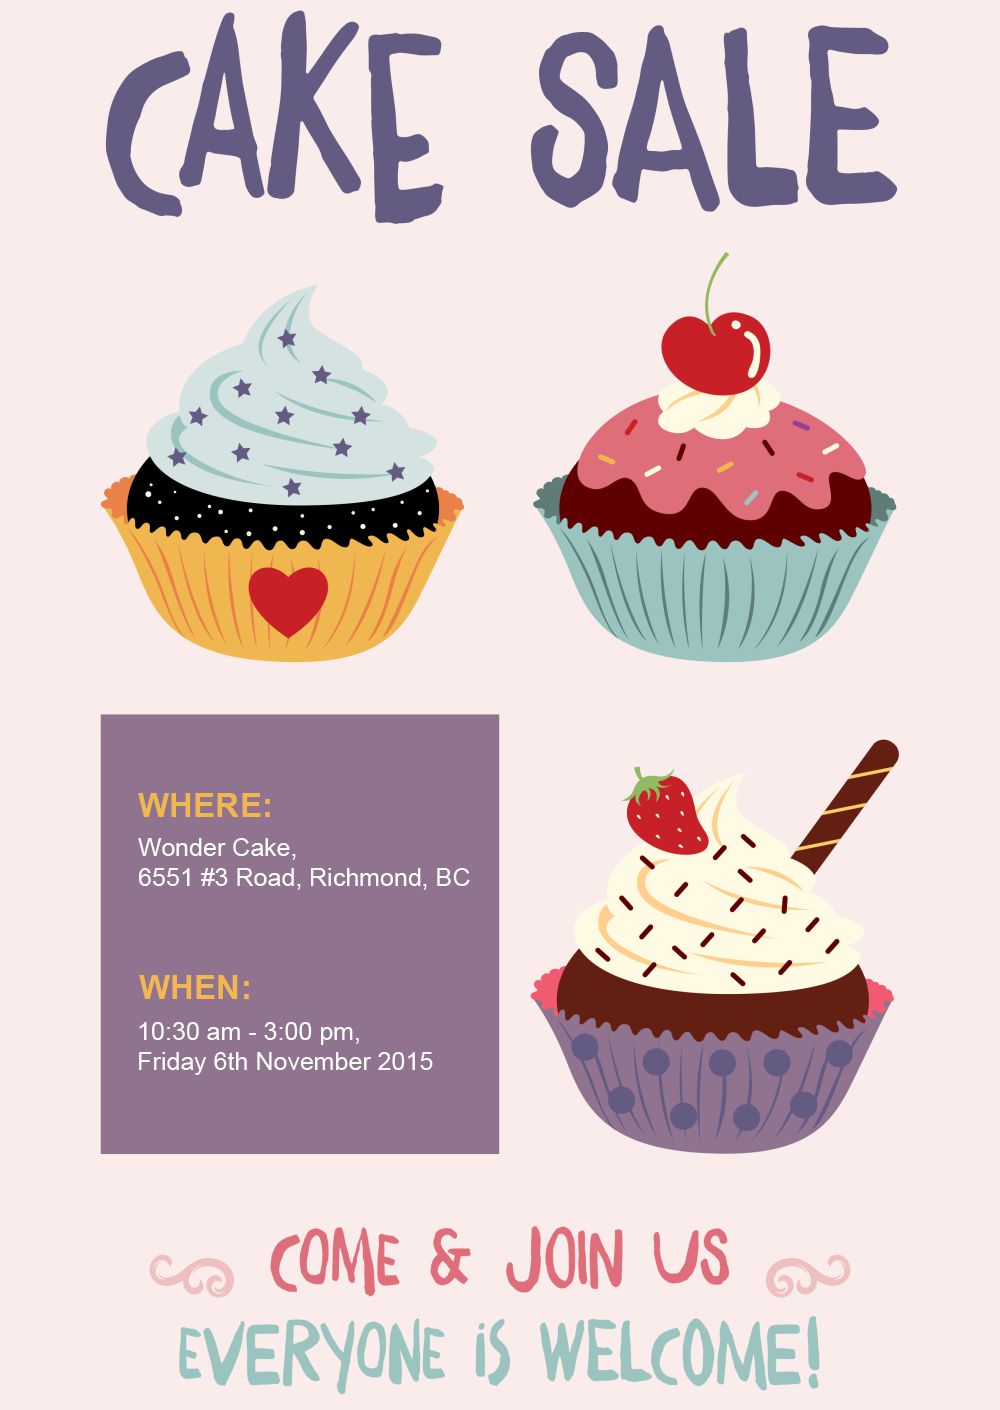 CAKE SALE
WHERE:
Wonder Cake,
6551 #3 Road, Richmond, BC
WHEN:
10:30 am - 3:00 pm,
Friday 6th November 2015
COME & JOIN US
EVERYONE iS WELCOME!